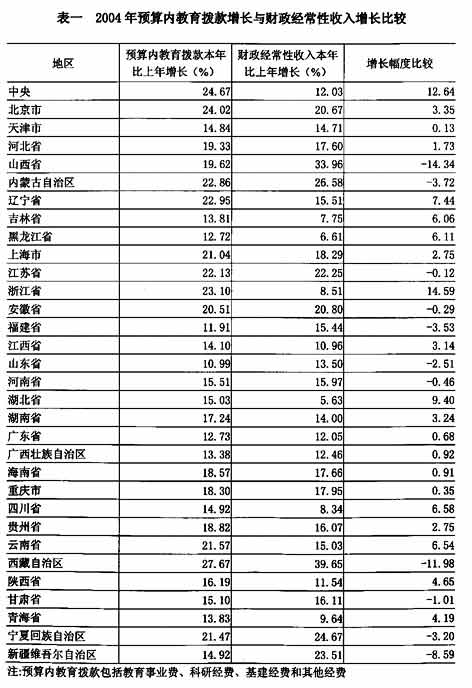 表一 2004年预算内教育拨款增长与财政经常性收入增长比较
地区 预算内教育拨款本年比上年增长(%) 财政经常性收入本年比上年增长(%) 增长幅度比较
中央 24.67 12.03 12.64
北京市 24.02 20.67 3.35
天津市 14.84 14.71 0.13
河北省 19.33 17.60 1.73
山西省 19.62 33.96 -14.34
内蒙古自治区 22.86 26.58 -3.72
辽宁省 22.95 15.51 7.44
吉林省 13.81 7.75 6.06
黑龙江省 12.72 6.61 6.11
上海市 21.04 18.29 2.75
江苏省 22.13 22.25 -0.12
浙江省 23.10 8.51 14.59
安徽省 20.51 20.80 -0.29
福建省 11.91 15.44 -3.53
江西省 14.10 10.96 3.14
山东省 10.99 13.50 -2.51
河南省 15.51 15.97 -0.46
湖北省 15.03 5.63 9.40
湖南省 17.24 14.00 3.24
广东省 12.73 12.05 0.68
广西壮族自治区 13.38 12.46 0.92
海南省 18.57 17.66 0.91
重庆市 18.30 17.95 0.35
四川省 14.92 8.34 6.58
贵州省 18.82 16.07 2.75
云南省 21.57 15.03 6.54
西藏自治区 27.67 39.65 -11.98
陕西省 16.19 11.54 4.65
甘肃省 15.10 16.11 -1.01
青海省 13.83 9.64 4.19
宁夏回族自治区 21.47 24.67 -3.20
新疆维吾尔自治区 14.92 23.51 -8.59
注:预算内教育拨款包括教育事业费、科研经费、基建经费和其他经费